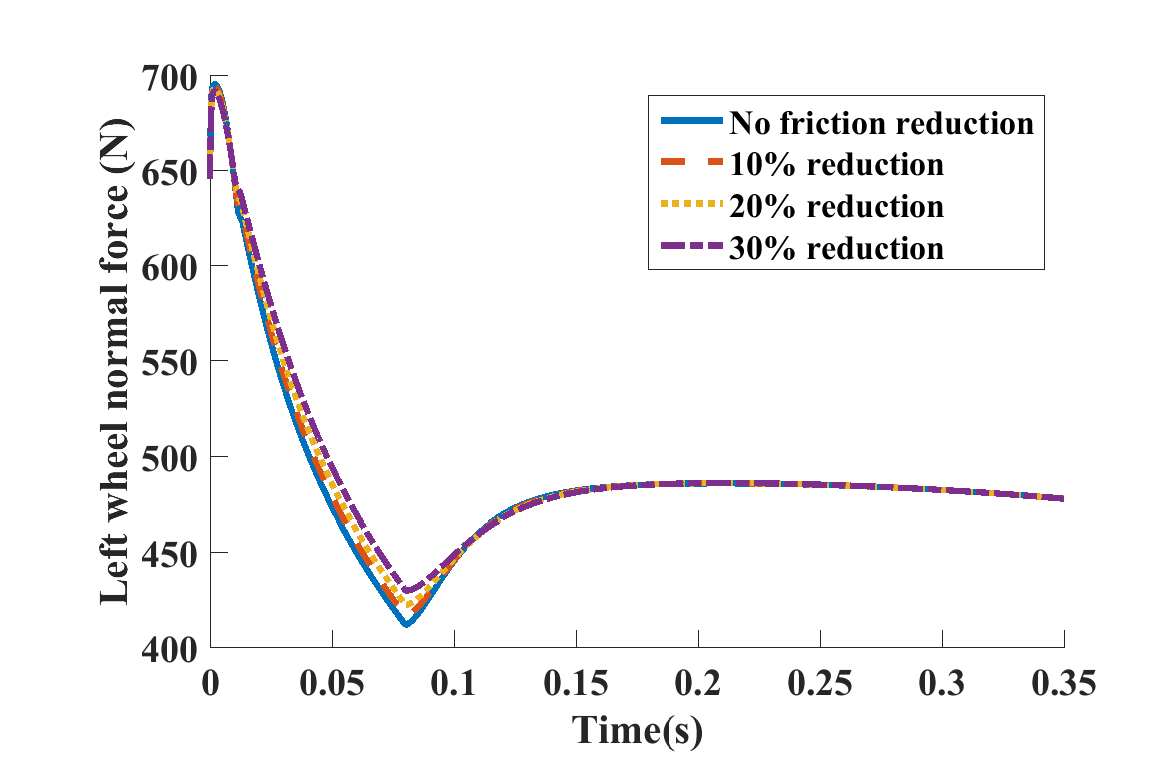 700
650
600
550
500
450
400
Left wheel normal force (N)
No friction reduction
10% reduction
20% reduction
30% reduction
0 0.05 0.1 0.15 0.2 0.25 0.3 0.35
Time(s)